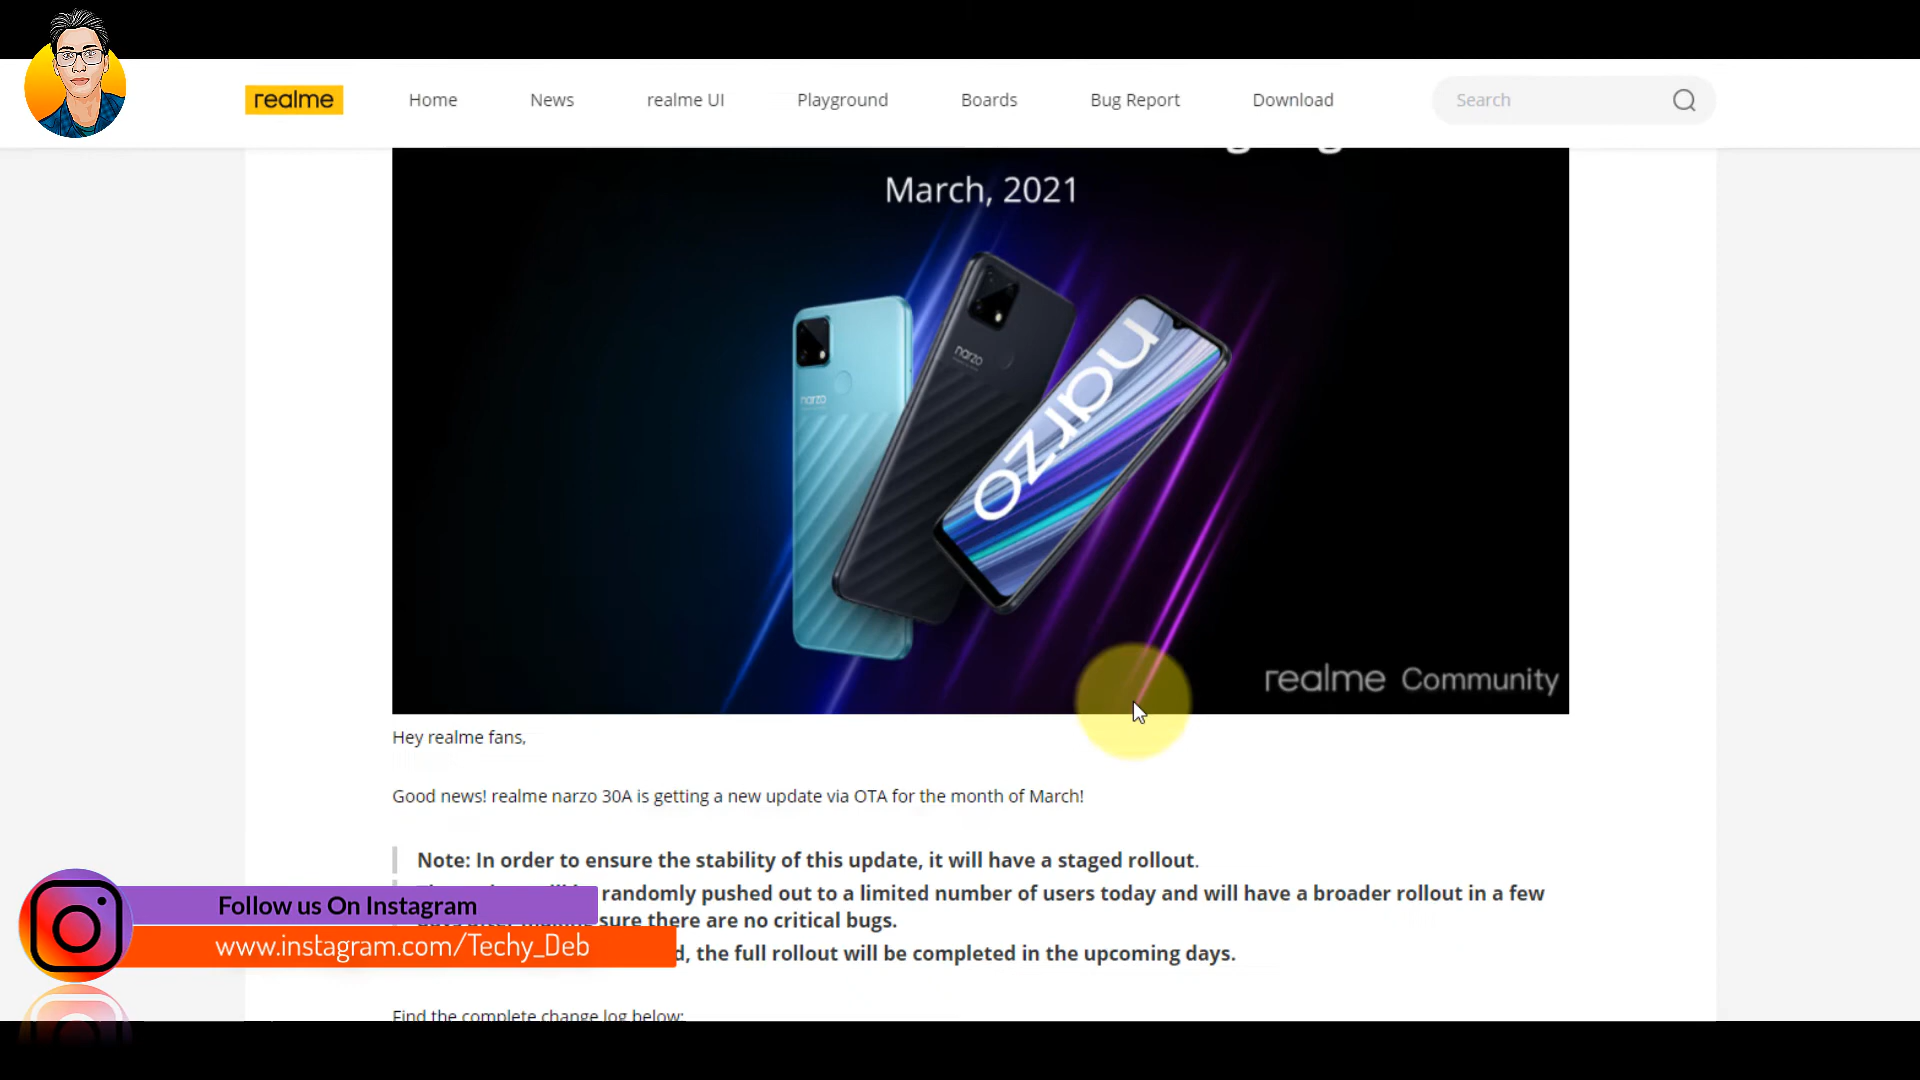 realme Home News realme UI Playground Boards Bug Report Download Search
March, 2021
narzo
narzo
narzo
realme Community
Hey realme fans,
Good news! realme narzo 30A is getting a new update via OTA for the month of March!
Note: In order to ensure the stability of this update, it will have a staged rollout.
randomly pushed out to a limited number of users today and will have a broader rollout in a few
sure there are no critical bugs.
the full rollout will be completed in the upcoming days.
Find the complete change log below:
Follow us On Instagram
www.instagram.com/Techy_Deb